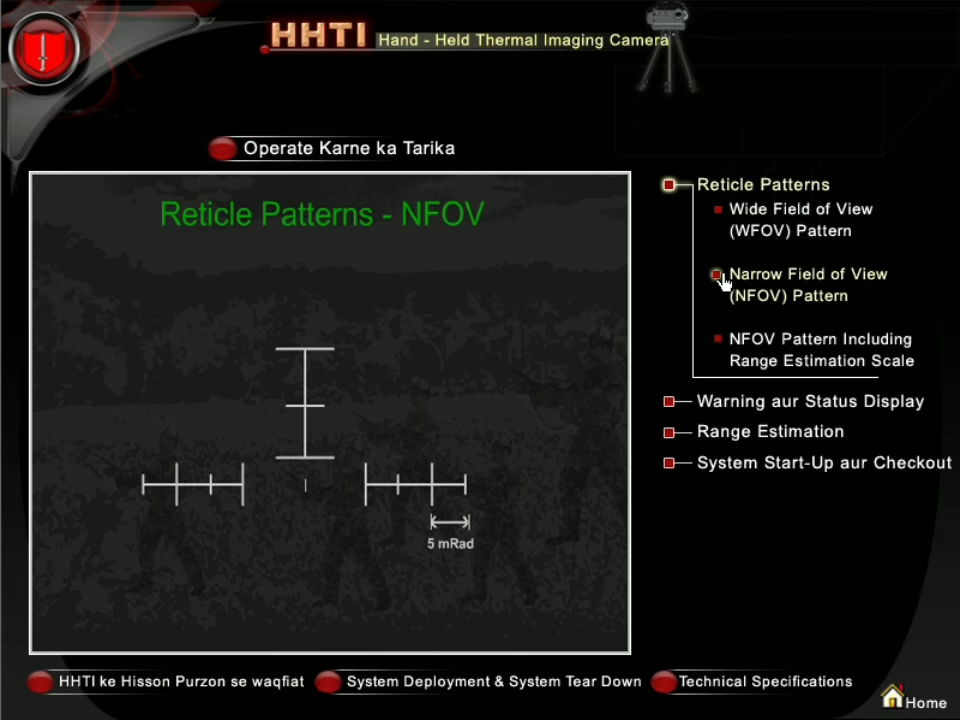 HHTI Hand - Held Thermal Imaging Camera
Operate Karne ka Tarika
Reticle Patterns - NFOV
5 mRad
Reticle Patterns
Wide Field of View
(WFOV) Pattern
Narrow Field of View
(NFOV) Pattern
NFOV Pattern Including
Range Estimation Scale
Warning aur Status Display
Range Estimation
System Start-Up aur Checkout
HHTI ke Hisson Purzon se waqfiat
System Deployment & System Tear Down
Technical Specifications
Home